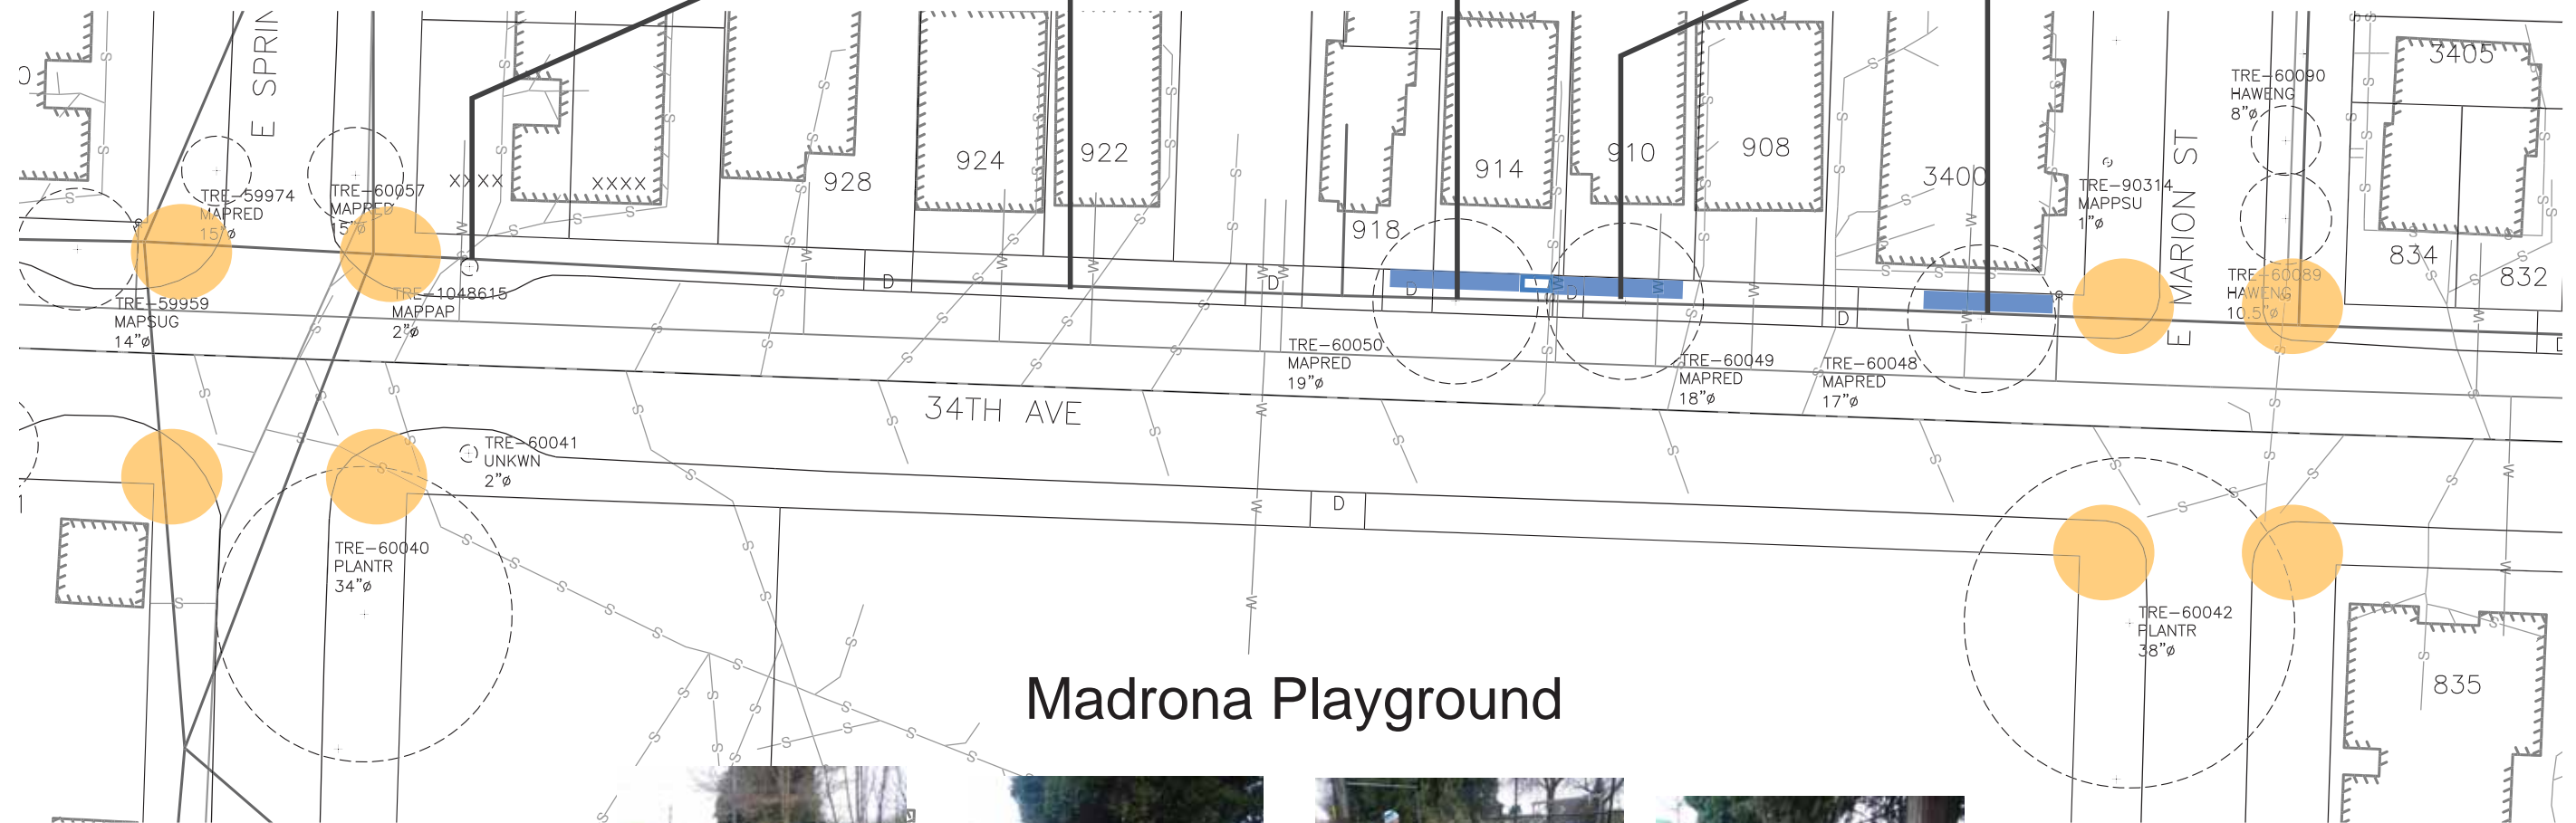 E SPRIN
3405
TRE-60090
HAWENG
8"ø
E MARION ST
924
922
928
XXXX
XXXX
914
910
908
3400
918
TRE-59974
MAPRED
15"ø
TRE-60057
MAPRED
15"ø
TRE-90314
MAPPSU
1"ø
834
832
TRE-59959
MAPSUG
14"ø
TRE-1048615
MAPPAP
2"ø
D
D
D
D
D
TRE-60089
HAWENG
10.5"ø
TRE-60050
MAPRED
19"ø
TRE-60049
MAPRED
18"ø
TRE-60048
MAPRED
17"ø
34TH AVE
TRE-60041
UNKWN
2"ø
D
TRE-60040
PLANTR
34"ø
TRE-60042
PLANTR
38"ø
Madrona Playground
835